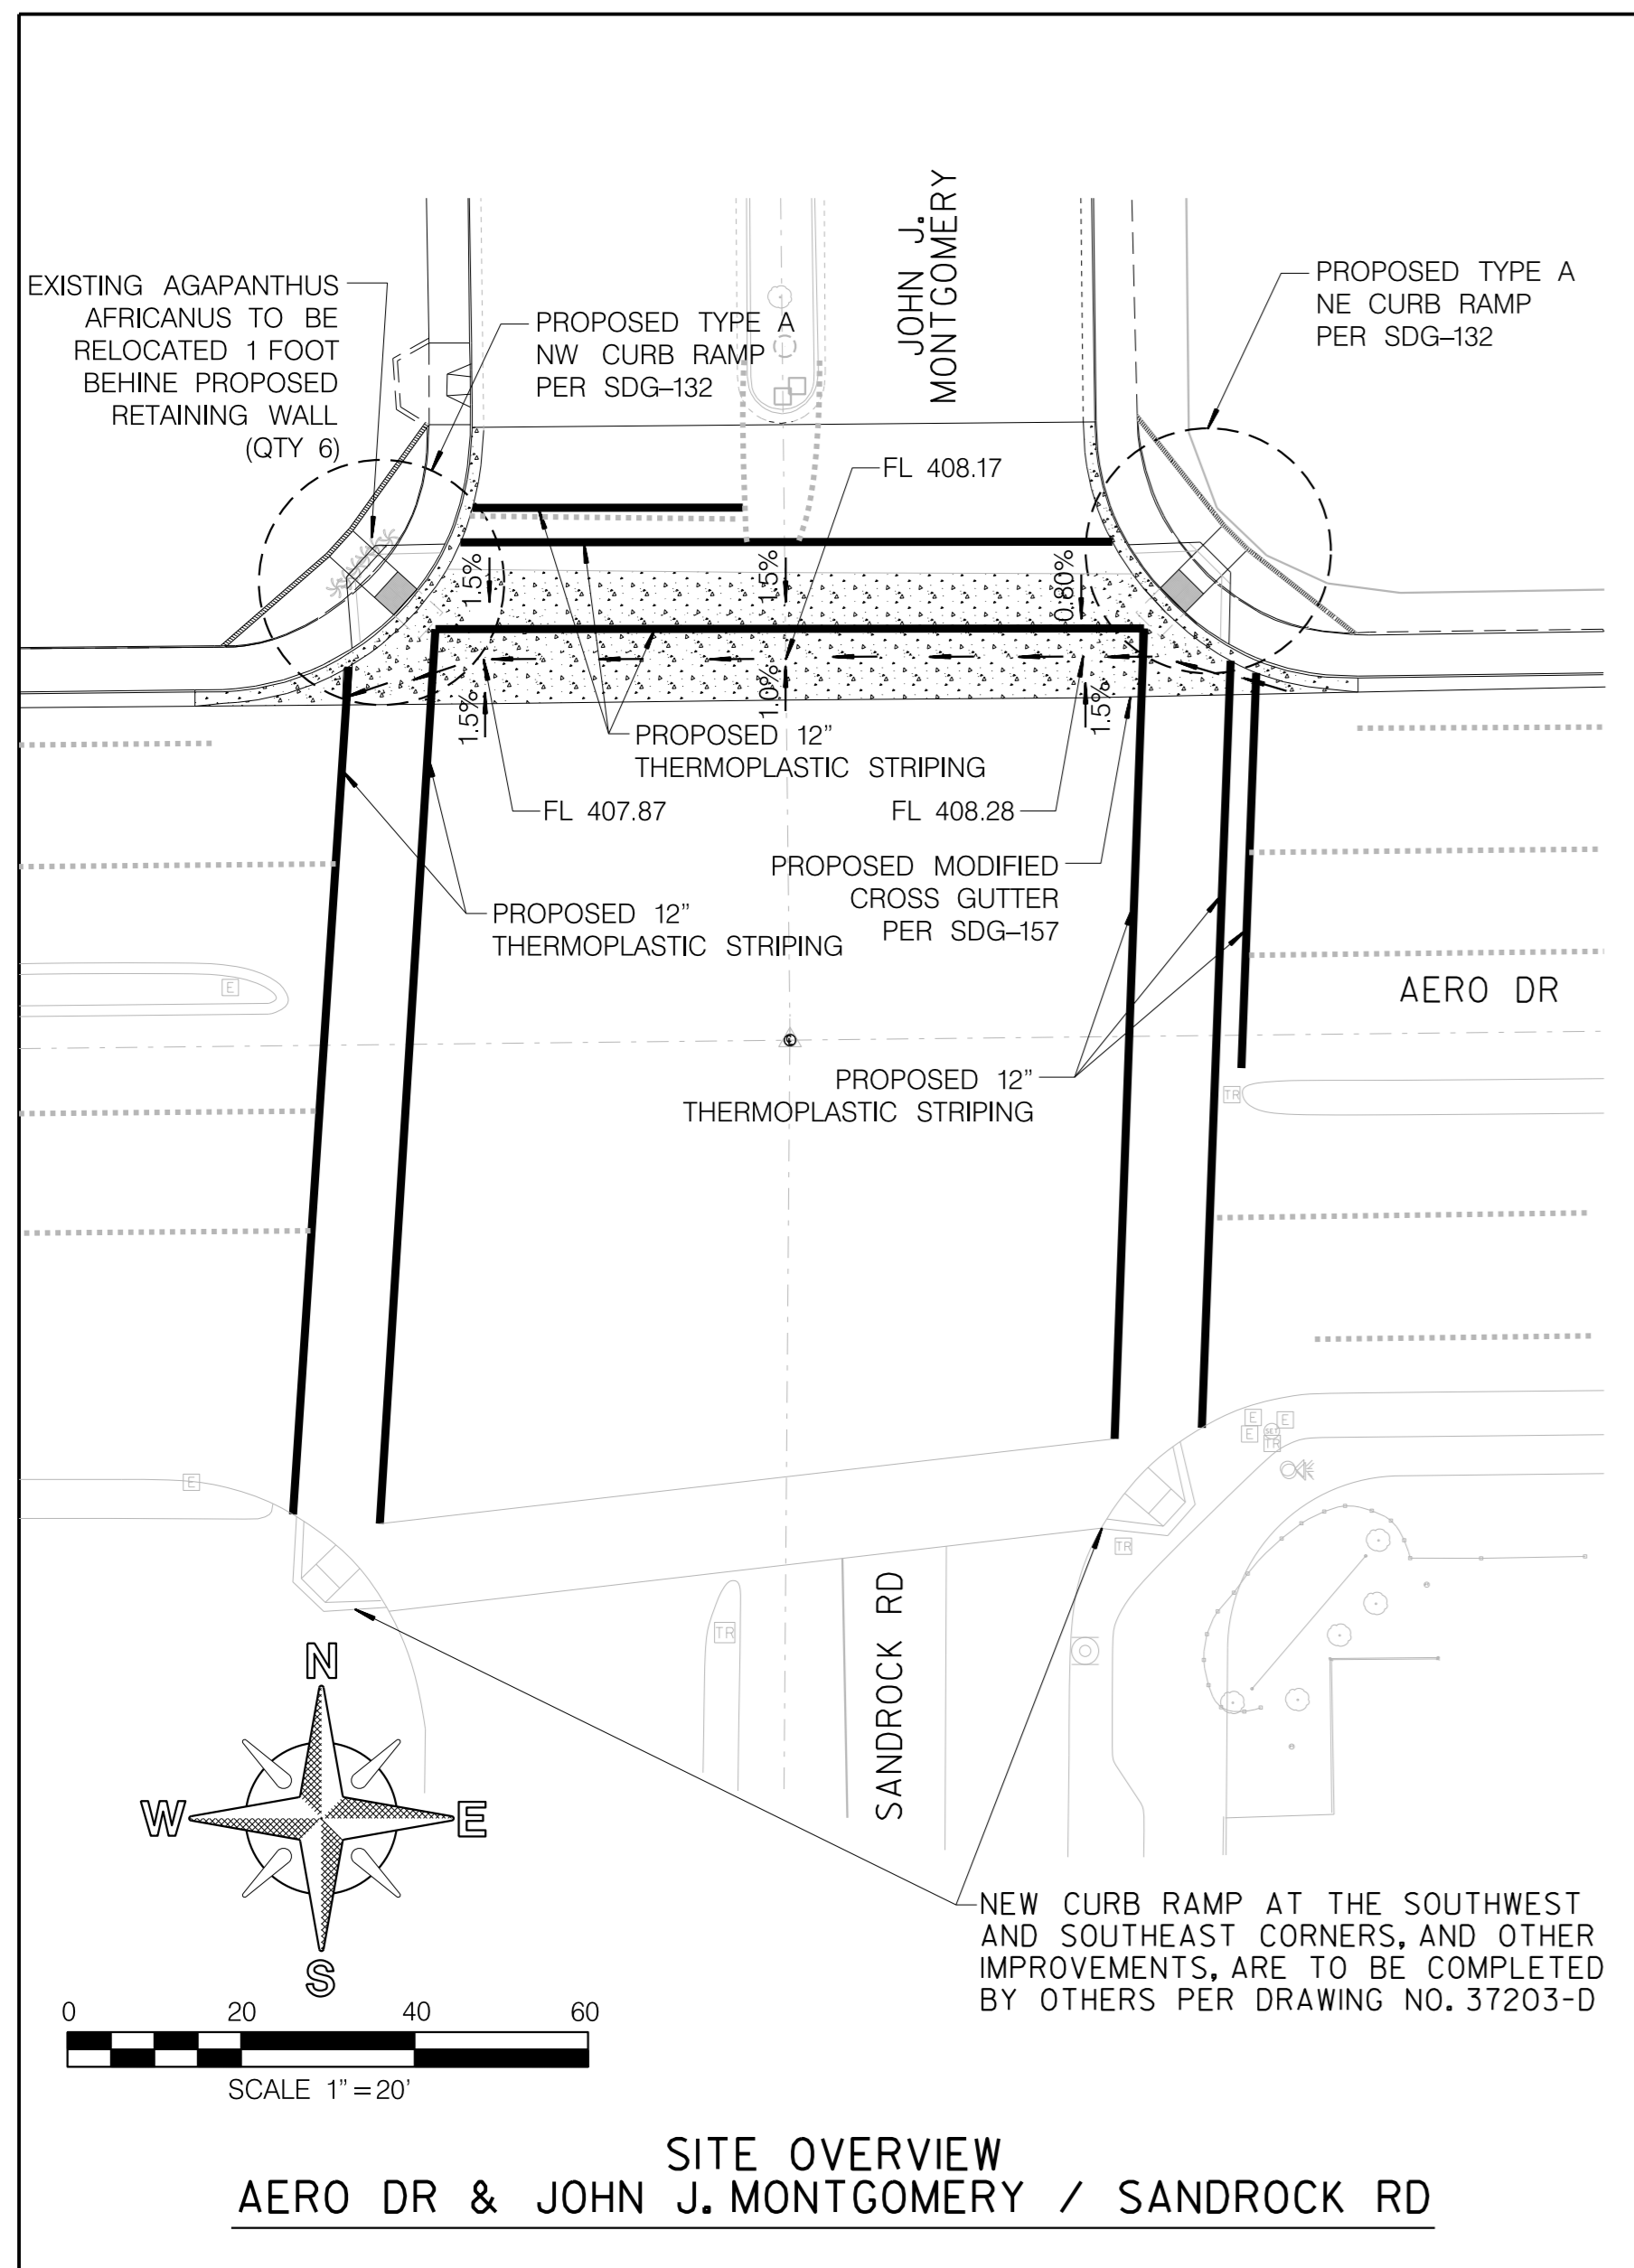 JOHN J.
MONTGOMERY
EXISTING AGAPANTHUS
AFRICANUS TO BE
RELOCATED 1 FOOT
BEHINE PROPOSED
RETAINING WALL
(QTY 6)
PROPOSED TYPE A
NW CURB RAMP
PER SDG-132
PROPOSED TYPE A
NE CURB RAMP
PER SDG-132
FL 408.17
1.5%
1.5%
0.80%
1.5%
1.0%
1.5%
PROPOSED 12"
THERMOPLASTIC STRIPING
FL 407.87
FL 408.28
PROPOSED MODIFIED
CROSS GUTTER
PER SDG-157
PROPOSED 12"
THERMOPLASTIC STRIPING
E
AERO DR
PROPOSED 12"
THERMOPLASTIC STRIPING
TR
E
E
E
E
TR
TR
TR
SANDROCK RD
N
W
E
S
NEW CURB RAMP AT THE SOUTHWEST
AND SOUTHEAST CORNERS, AND OTHER
IMPROVEMENTS, ARE TO BE COMPLETED
BY OTHERS PER DRAWING NO. 37203-D
0 20 40 60
SCALE 1"=20'
SITE OVERVIEW
AERO DR & JOHN J. MONTGOMERY / SANDROCK RD